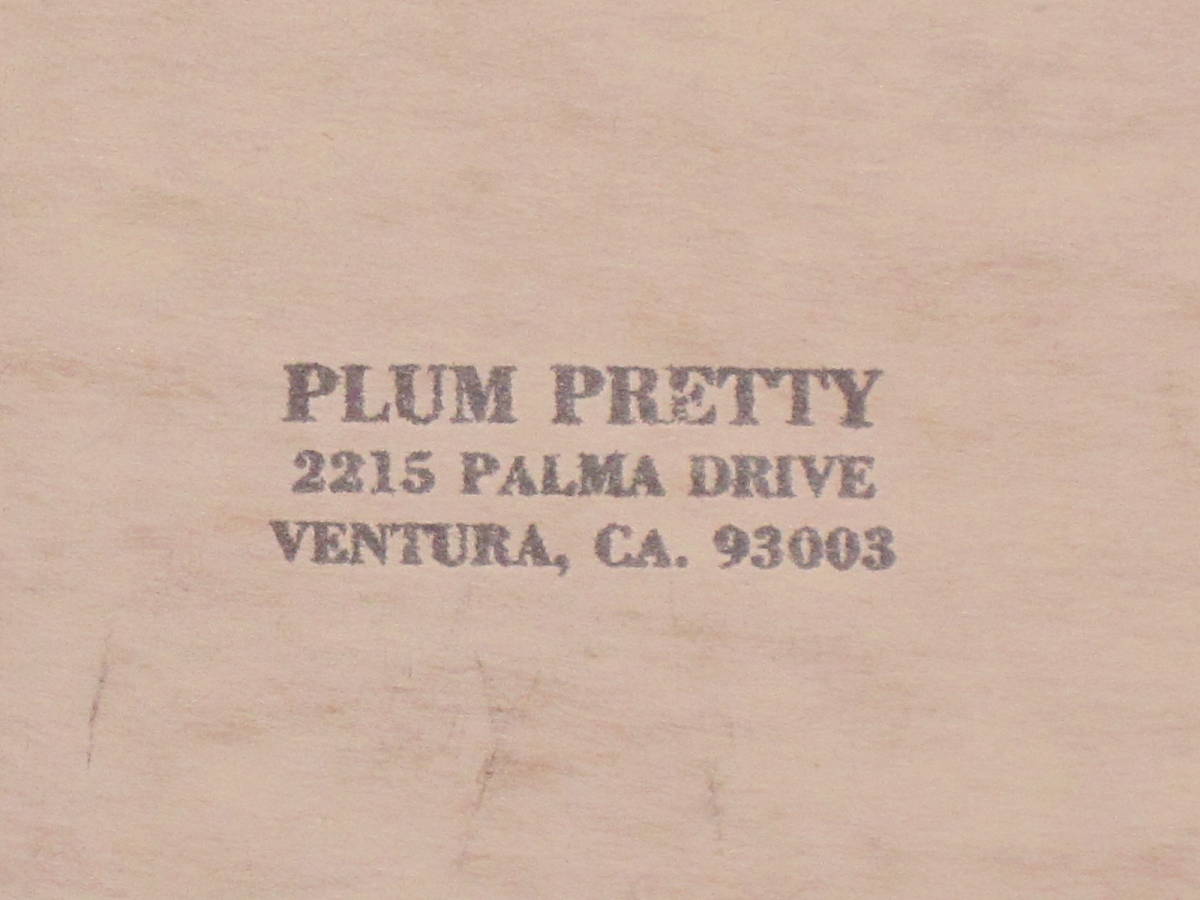 PLUM PRETTY
2215 PALMA DRIVE
VENTURA, CA. 93003